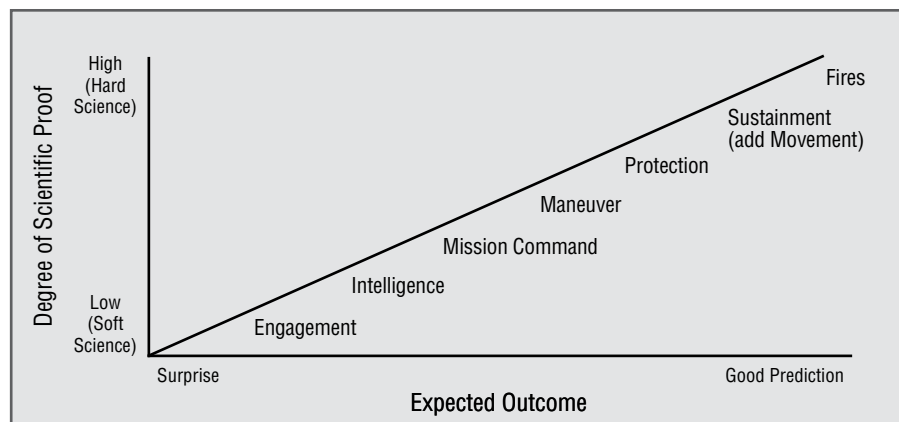 High
(Hard
Science)
Degree of Scientific Proof
Low
(Soft
Science)
Fires
Sustainment
(add Movement)
Protection
Maneuver
Mission Command
Intelligence
Engagement
Surprise
Good Prediction
Expected Outcome